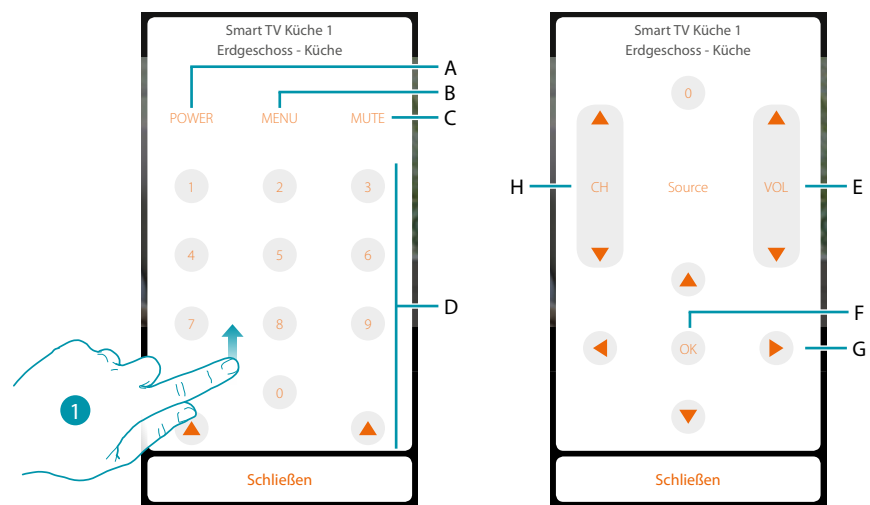 Smart TV Küche 1
Erdgeschoss - Küche
A
B
POWER MENU MUTE C
1 2 3
4 5 6
D
7 8 9
0
1
Schließen
Smart TV Küche 1
Erdgeschoss - Küche
0
H CH Source VOL E
F
OK G
Schließen